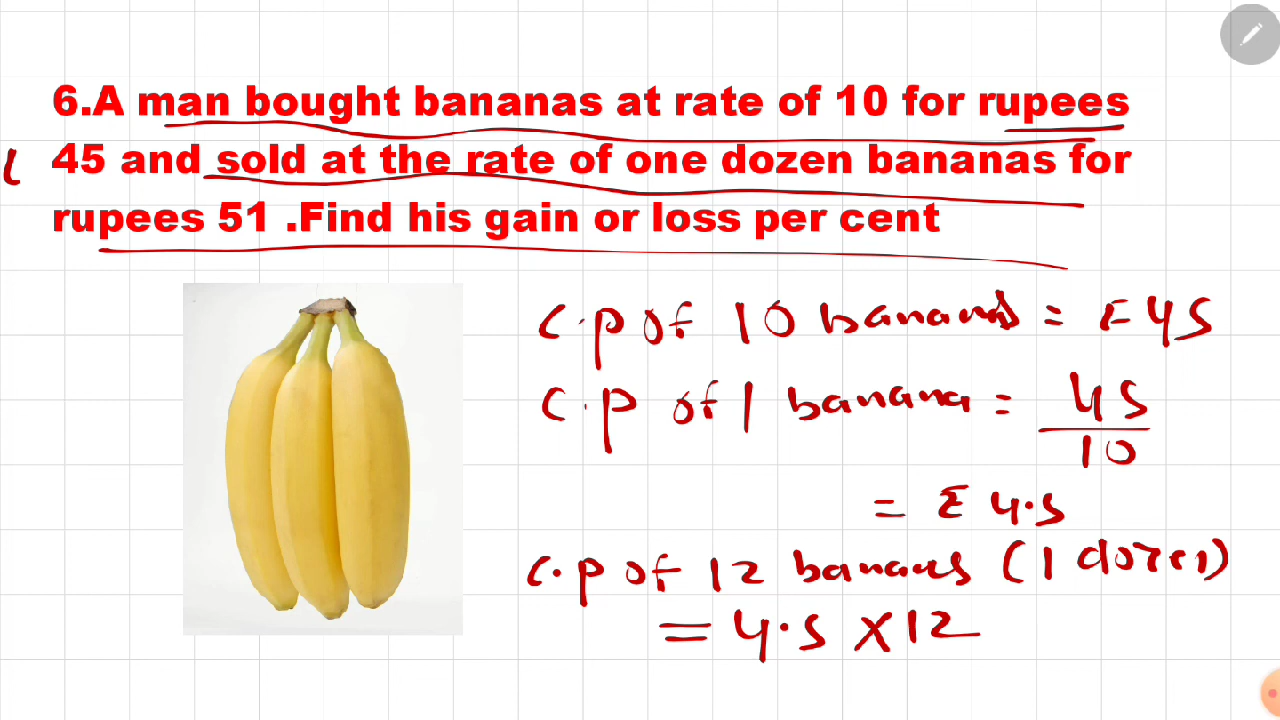 6.A man bought bananas at rate of 10 for rupees
45 and sold at the rate of one dozen bananas for
rupees 51 .Find his gain or loss per cent
C.p of 10 bananas = ₹45
C.p of 1 banana = 45
10
= ₹ 4.5
C.p of 12 bananas (1 dozen)
= 4.5 x 12